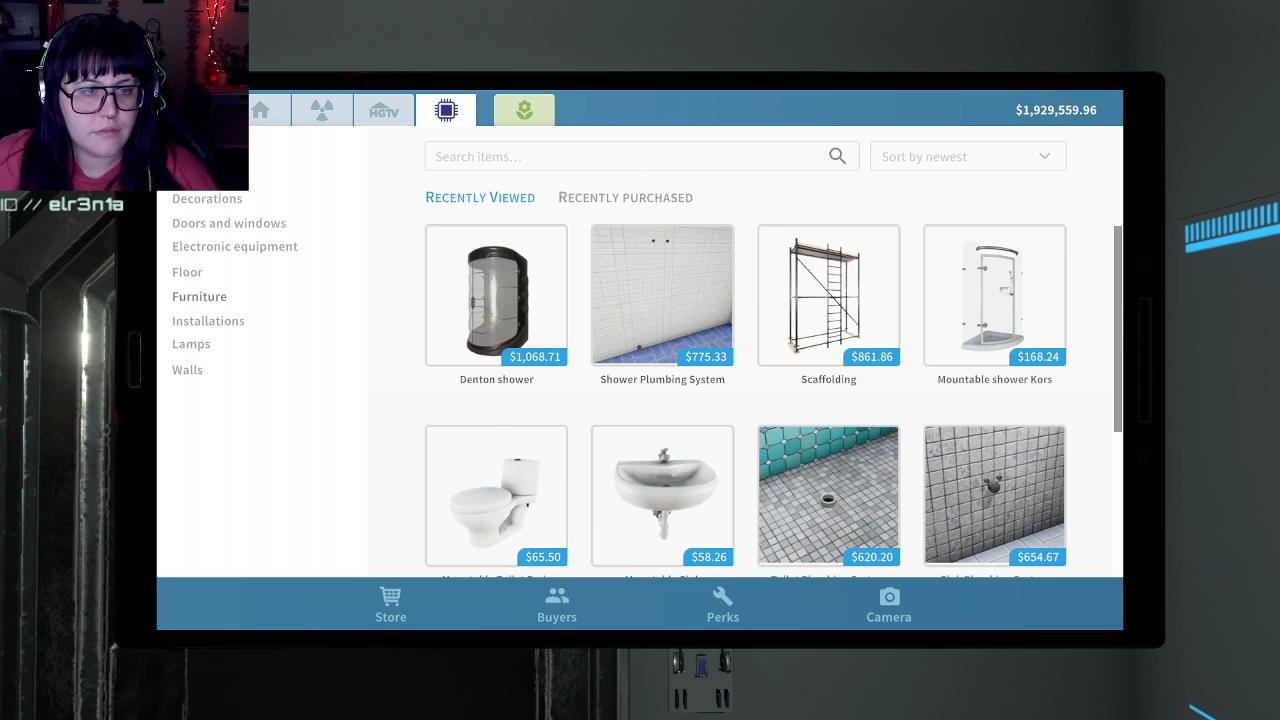 HGTV
$1,929,559.96
Search items...
Sort by newest
RECENTLY VIEWED RECENTLY PURCHASED
// elr3n1a
Decorations
Doors and windows
Electronic equipment
Floor
Furniture
Installations
Lamps
Walls
$1,068.71
$775.33
$861.86
$168.24
Denton shower
Shower Plumbing System
Scaffolding
Mountable shower Kors
$65.50
$58.26
$620.20
$654.67
Store
Buyers
Perks
Camera